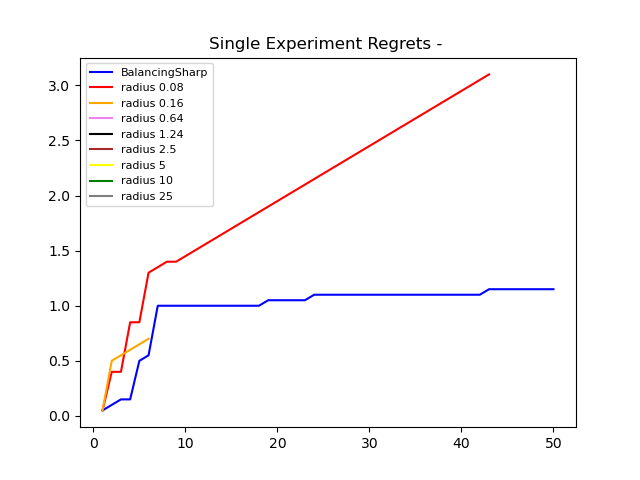 Single Experiment Regrets -
BalancingSharp
radius 0.08
radius 0.16
radius 0.64
radius 1.24
radius 2.5
radius 5
radius 10
radius 25
3.0
2.5
2.0
1.5
1.0
0.5
0.0
0 10 20 30 40 50